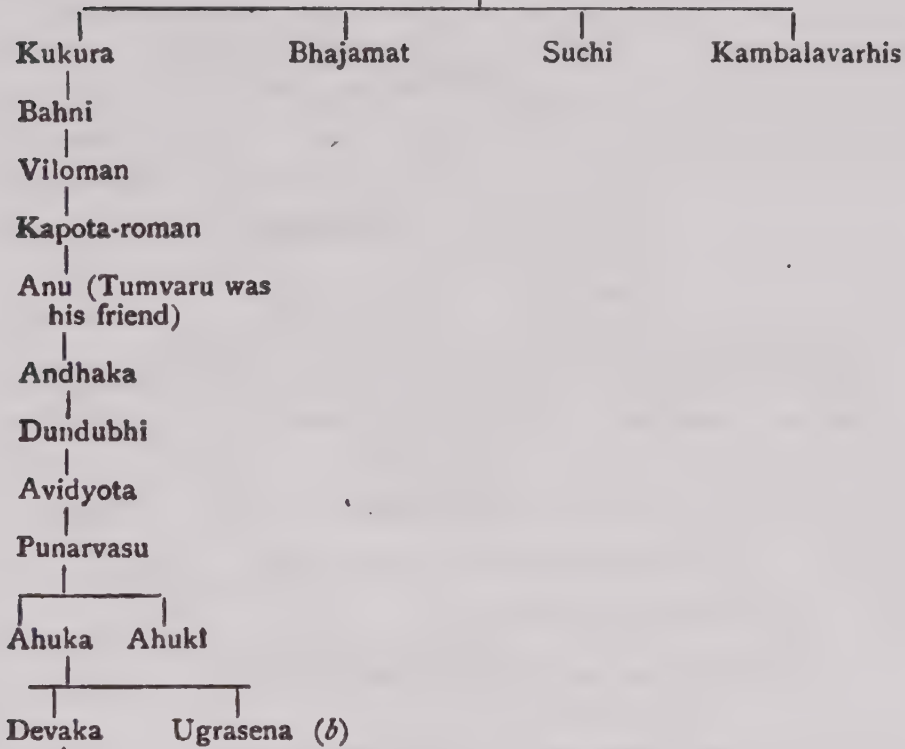 Kukura Bhajamat Suchi Kambalavarhis
Bahni
Viloman
Kapota-roman
Anu (Tumvaru was
his friend)
Andhaka
Dundubhi
Avidyota
Punarvasu
Ahuka Ahukī
Devaka Ugrasena (b)